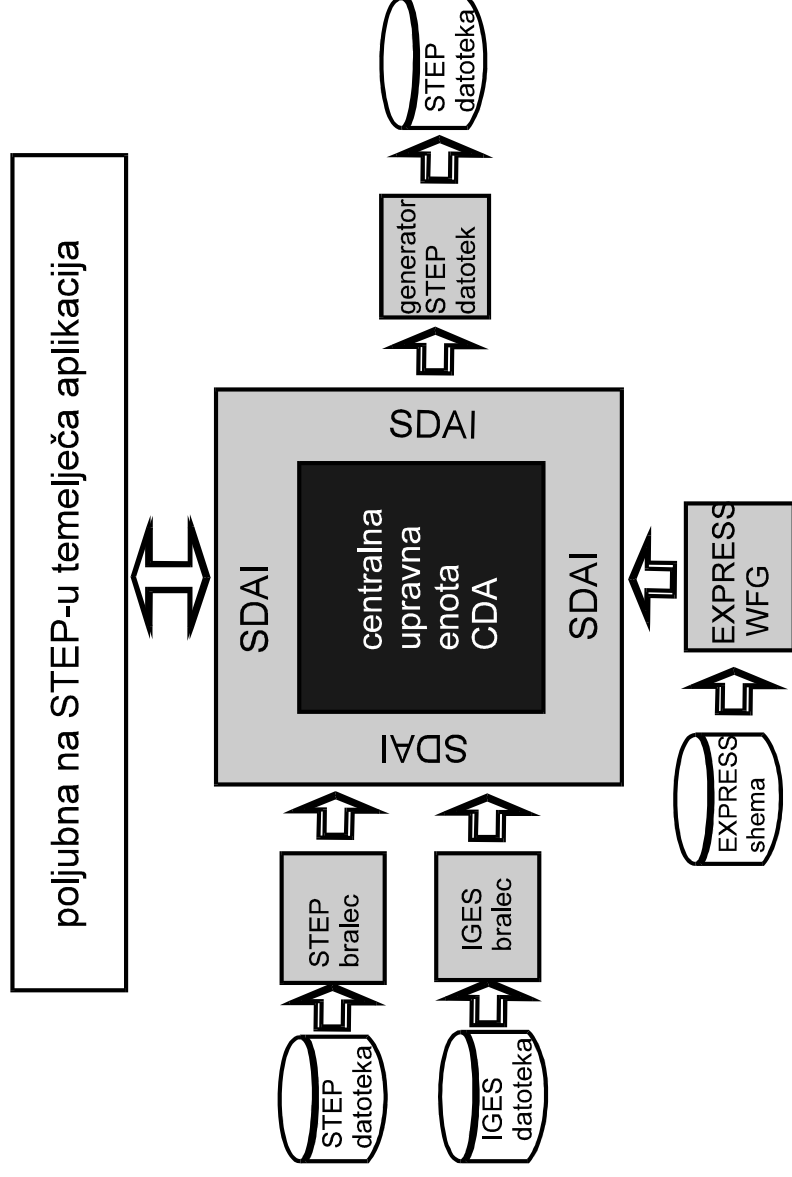 poljubna na STEP-u temelječa aplikacija
SDAI
STEP
datoteka
STEP
bralec
SDAI
centralna
upravna
enota
CDA
SDAI
generator
STEP
datotek
STEP
datoteka
IGES
datoteka
IGES
bralec
SDAI
EXPRESS
shema
EXPRESS
WFG